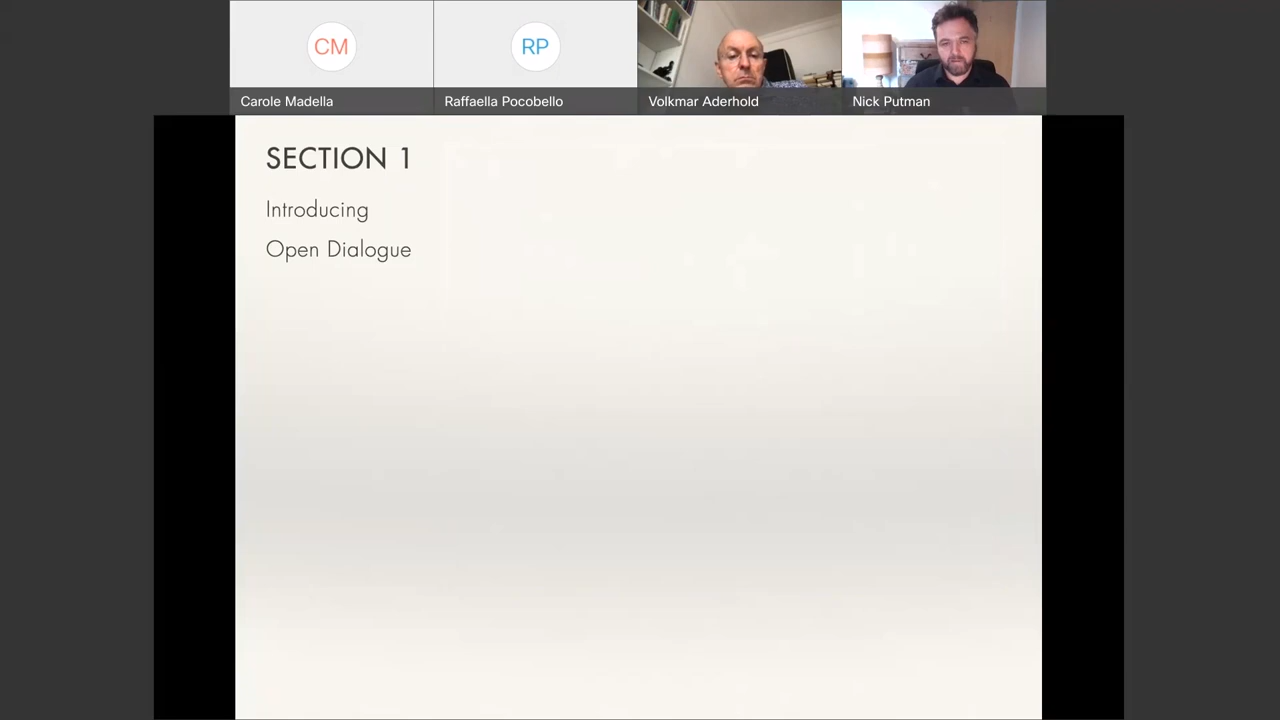 CM
RP
Carole Madella
Raffaella Pocobello
Volkmar Aderhold
Nick Putman
SECTION 1
Introducing
Open Dialogue